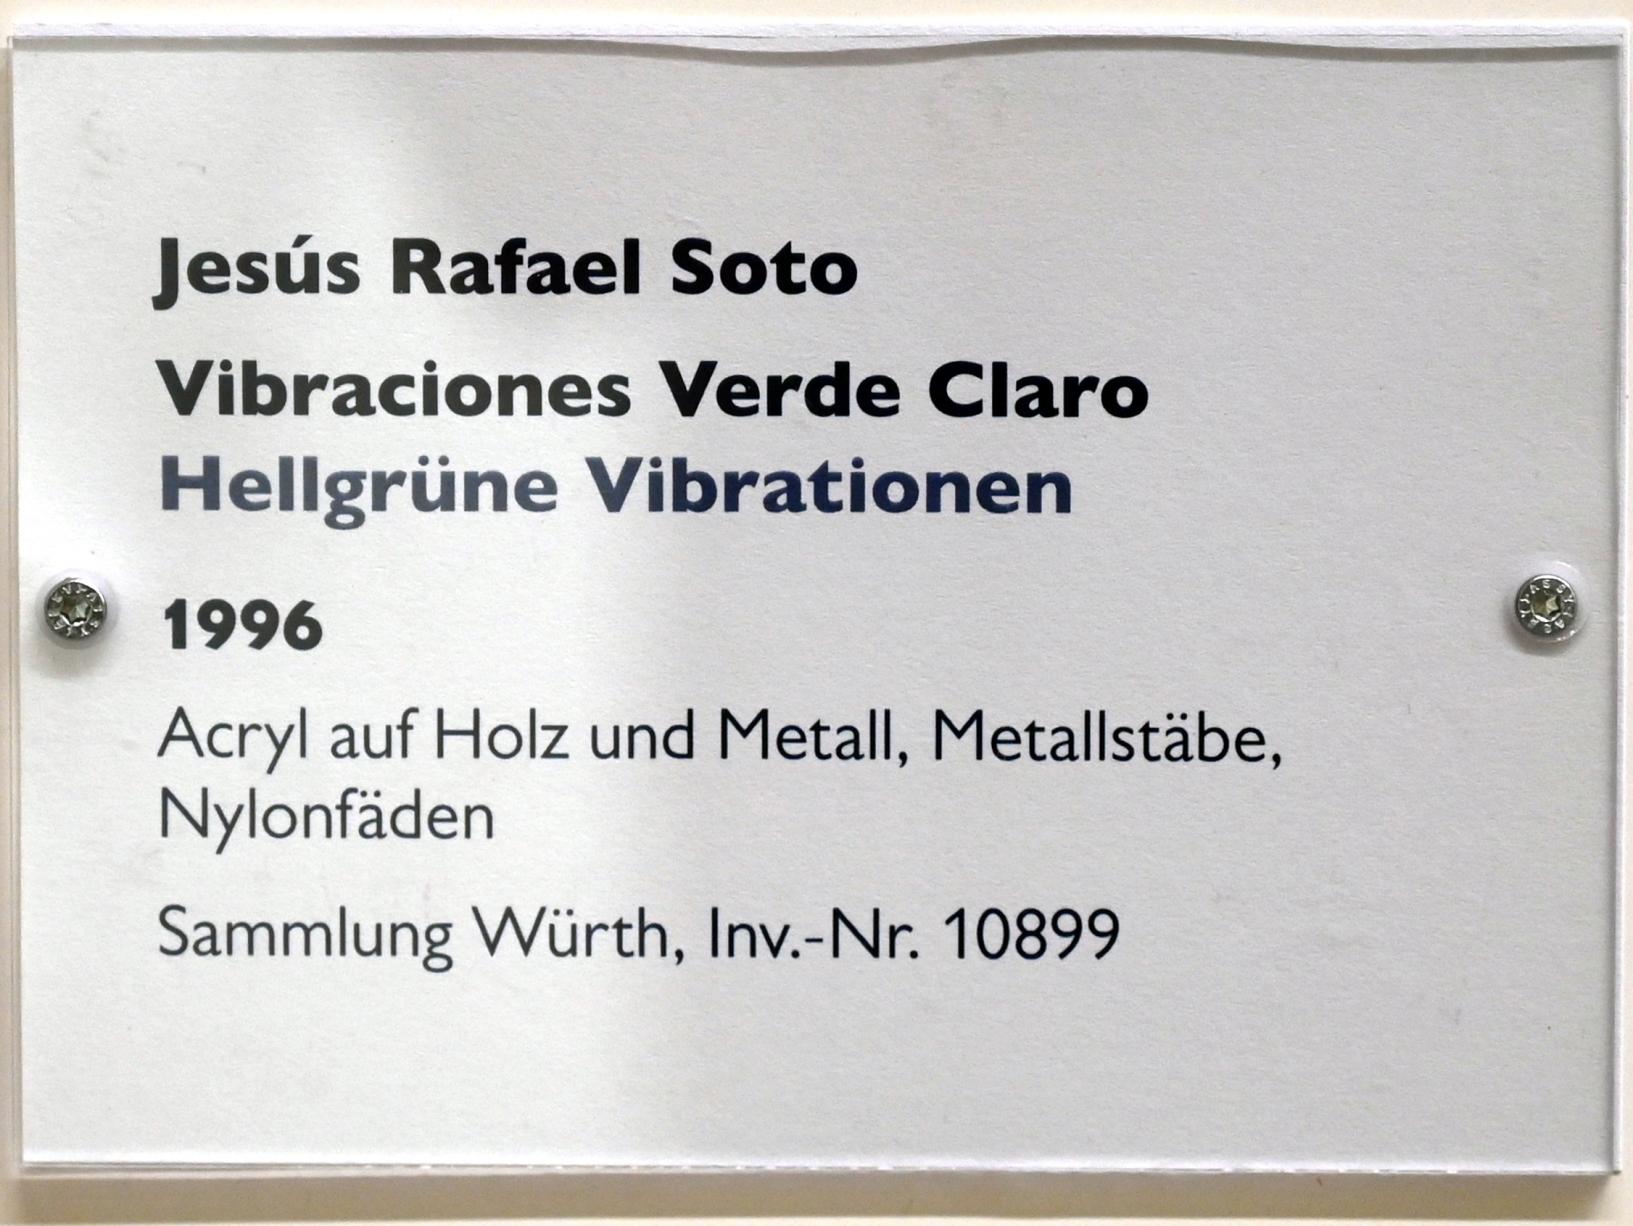 Jesús Rafael Soto
Vibraciones Verde Claro
Hellgrüne Vibrationen
1996
Acryl auf Holz und Metall, Metallstäbe,
Nylonfäden
Sammlung Würth, Inv.-Nr. 10899